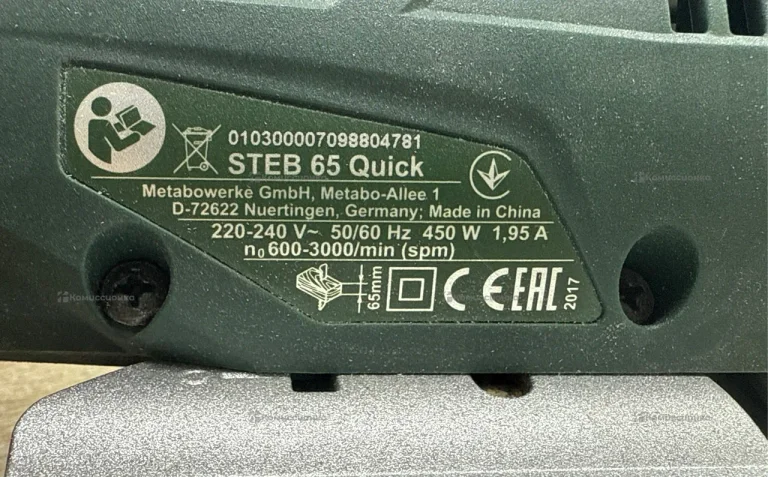 010300007098804781
STEB 65 Quick
Metabowerke GmbH, Metabo-Allee 1
D-72622 Nuertingen, Germany; Made in China
220-240 V~ 50/60 Hz 450 W 1,95 A
n₀ 600-3000/min (spm)
65mm
CE EAC 2017
Комиссионко